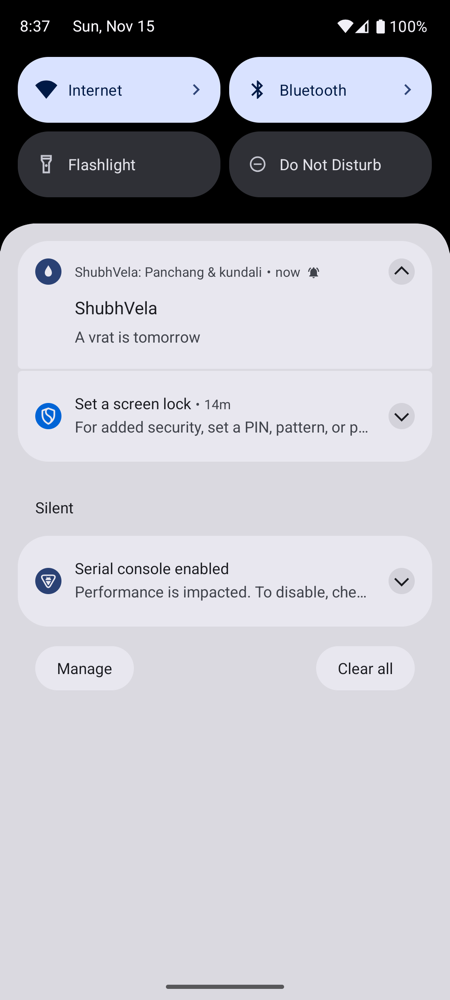 8:37 Sun, Nov 15 100%
Internet
Bluetooth
Flashlight
Do Not Disturb
ShubhVela: Panchang & kundali • now
ShubhVela
A vrat is tomorrow
Set a screen lock • 14m
For added security, set a PIN, pattern, or p…
Silent
Serial console enabled
Performance is impacted. To disable, che…
Manage
Clear all